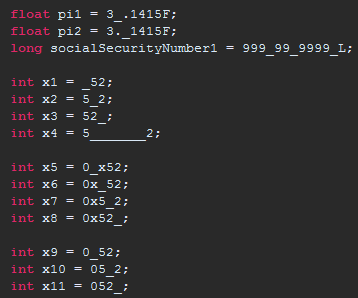 float pi1 = 3_.1415F;
float pi2 = 3._1415F;
long socialSecurityNumber1 = 999_99_9999_L;
int x1 = _52;
int x2 = 5_2;
int x3 = 52_;
int x4 = 5_______2;
int x5 = 0_x52;
int x6 = 0x_52;
int x7 = 0x5_2;
int x8 = 0x52_;
int x9 = 0_52;
int x10 = 05_2;
int x11 = 052_;